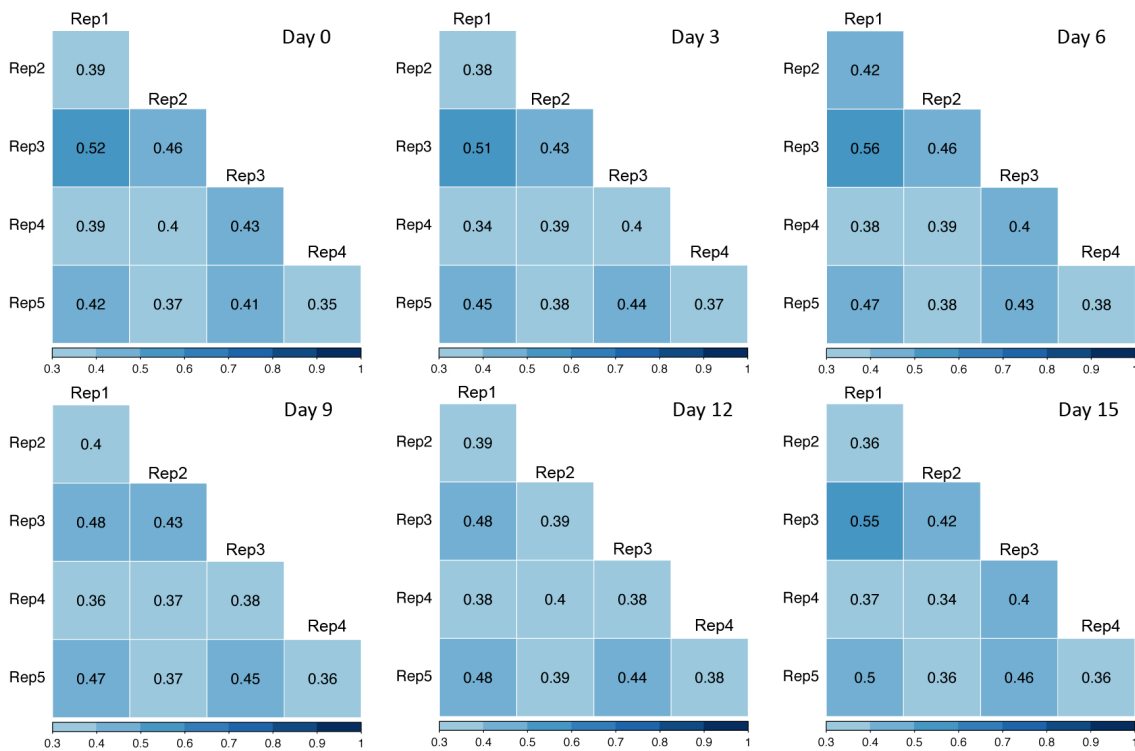 Rep1
Day 0
Rep2 0.39
Rep2
Rep3 0.52 0.46
Rep3
Rep4 0.39 0.4 0.43
Rep4
Rep5 0.42 0.37 0.41 0.35
0.3 0.4 0.5 0.6 0.7 0.8 0.9 1
Rep1
Day 3
Rep2 0.38
Rep2
Rep3 0.51 0.43
Rep3
Rep4 0.34 0.39 0.4
Rep4
Rep5 0.45 0.38 0.44 0.37
0.3 0.4 0.5 0.6 0.7 0.8 0.9 1
Rep1
Day 6
Rep2 0.42
Rep2
Rep3 0.56 0.46
Rep3
Rep4 0.38 0.39 0.4
Rep4
Rep5 0.47 0.38 0.43 0.38
0.3 0.4 0.5 0.6 0.7 0.8 0.9 1
Rep1
Day 9
Rep2 0.4
Rep2
Rep3 0.48 0.43
Rep3
Rep4 0.36 0.37 0.38
Rep4
Rep5 0.47 0.37 0.45 0.36
0.3 0.4 0.5 0.6 0.7 0.8 0.9 1
Rep1
Day 12
Rep2 0.39
Rep2
Rep3 0.48 0.39
Rep3
Rep4 0.38 0.4 0.38
Rep4
Rep5 0.48 0.39 0.44 0.38
0.3 0.4 0.5 0.6 0.7 0.8 0.9 1
Rep1
Day 15
Rep2 0.36
Rep2
Rep3 0.55 0.42
Rep3
Rep4 0.37 0.34 0.4
Rep4
Rep5 0.5 0.36 0.46 0.36
0.3 0.4 0.5 0.6 0.7 0.8 0.9 1